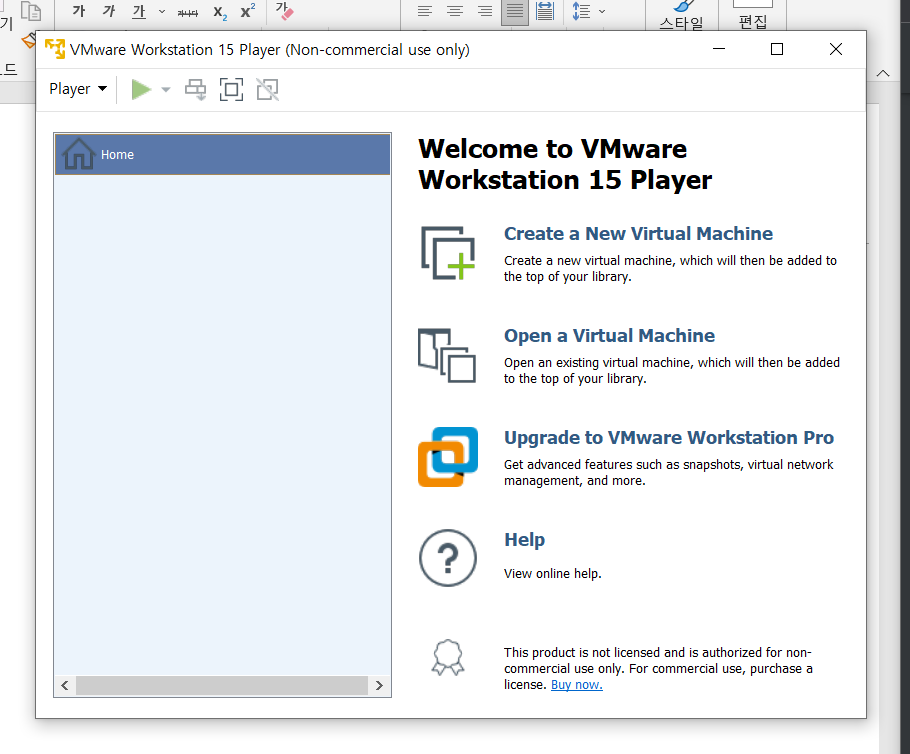 가 가 가 가 X₂ X² 가
기
스타일 편집
드
VMware Workstation 15 Player (Non-commercial use only)
Player
Home
Welcome to VMware
Workstation 15 Player
Create a New Virtual Machine
Create a new virtual machine, which will then be added to
the top of your library.
Open a Virtual Machine
Open an existing virtual machine, which will then be added
to the top of your library.
Upgrade to VMware Workstation Pro
Get advanced features such as snapshots, virtual network
management, and more.
Help
View online help.
This product is not licensed and is authorized for non-
commercial use only. For commercial use, purchase a
license. Buy now.